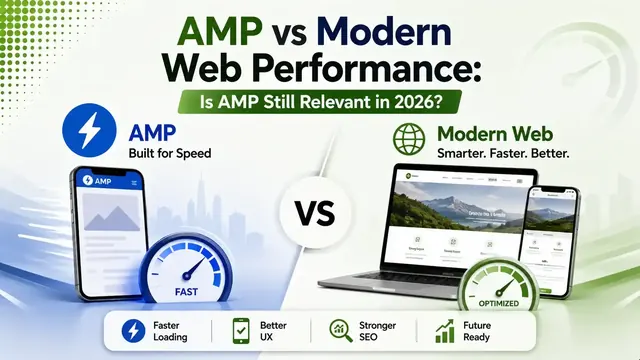 AMP vs Modern
Web Performance:
Is AMP Still Relevant in 2026?
AMP
Built for Speed
Modern Web
Smarter. Faster. Better.
AMP
VS
FAST
OPTIMIZED
Faster
Loading
Better
UX
Stronger
SEO
Future
Ready